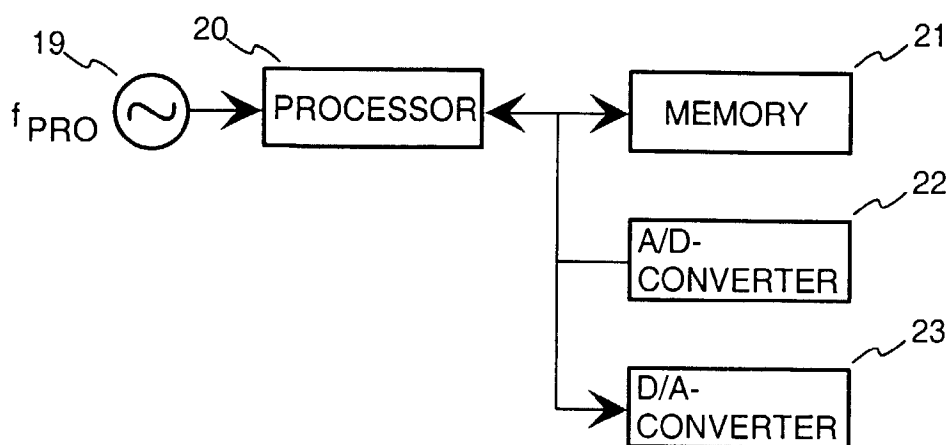 19
20
21
f PRO
PROCESSOR
MEMORY
22
A/D-
CONVERTER
23
D/A-
CONVERTER